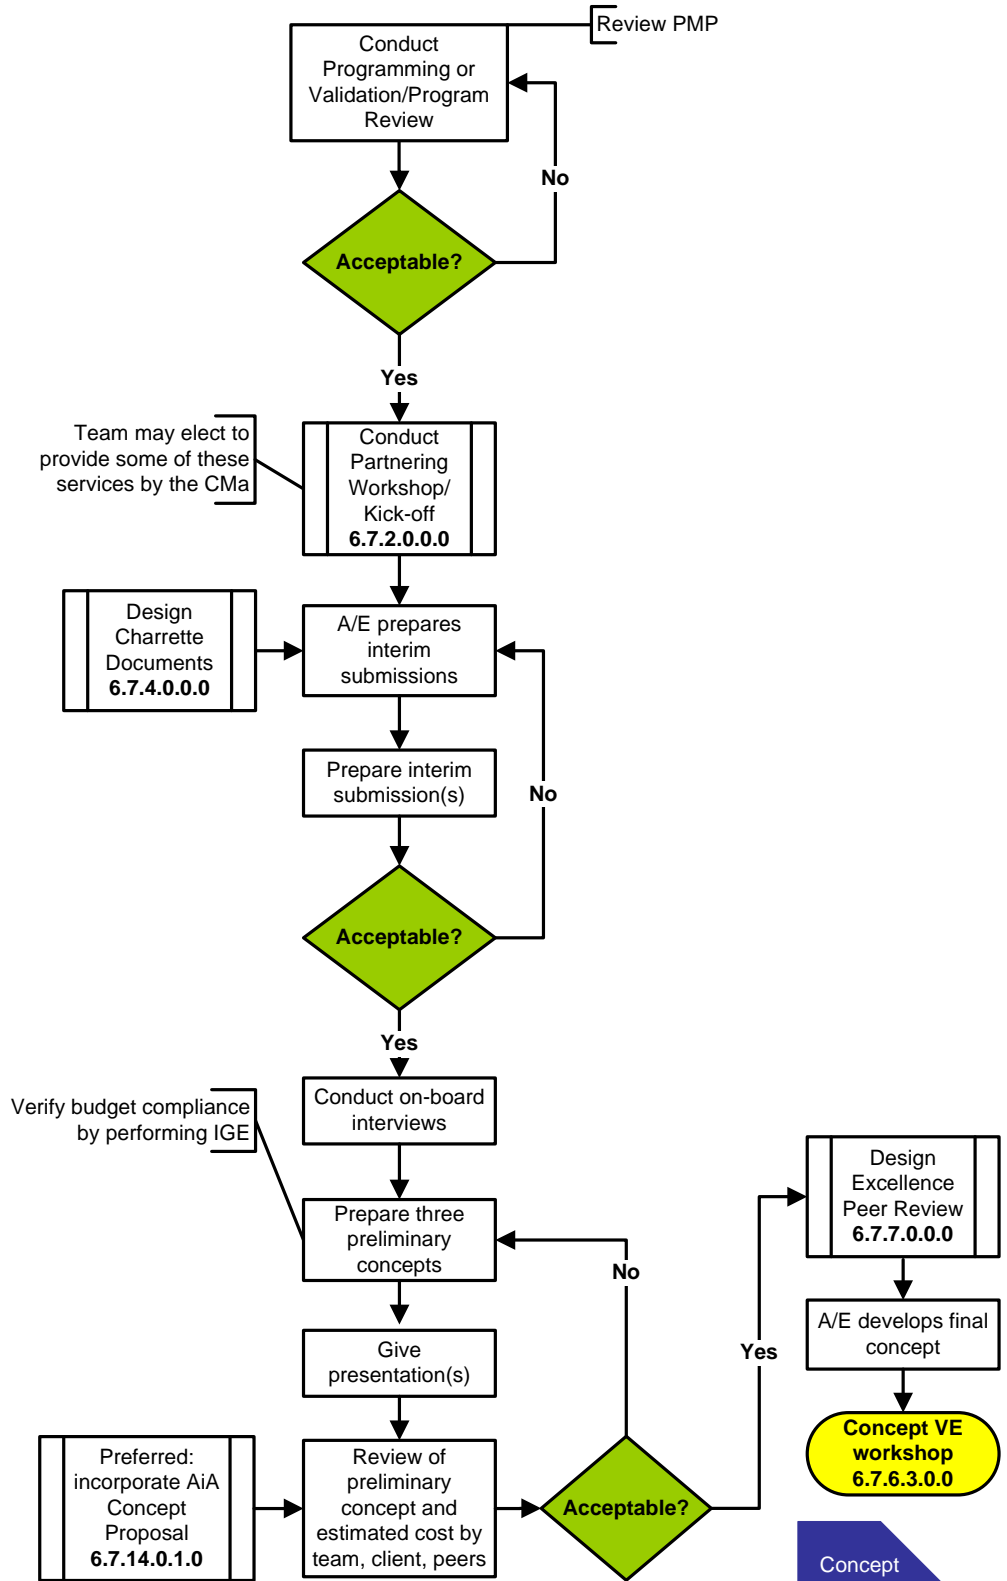 Review PMP
Conduct
Programming or
Validation/Program
Review
No
Acceptable?
Yes
Team may elect to
provide some of these
services by the CMa
Conduct
Partnering
Workshop/
Kick-off
6.7.2.0.0.0
Design
Charrette
Documents
6.7.4.0.0.0
A/E prepares
interim
submissions
Prepare interim
submission(s)
No
Acceptable?
Yes
Conduct on-board
interviews
Verify budget compliance
by performing IGE
Prepare three
preliminary
concepts
No
Give
presentation(s)
Preferred:
incorporate AiA
Concept
Proposal
6.7.14.0.1.0
Review of
preliminary
concept and
estimated cost by
team, client, peers
Acceptable?
Yes
Design
Excellence
Peer Review
6.7.7.0.0.0
A/E develops final
concept
Concept VE
workshop
6.7.6.3.0.0
Concept